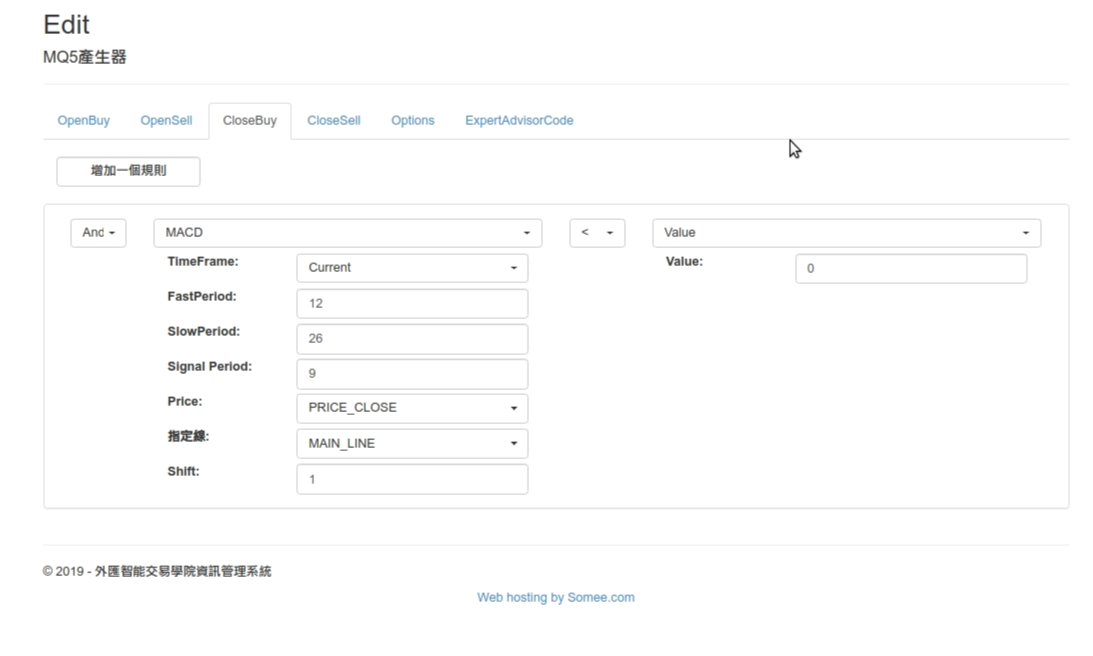 Edit
MQ5產生器
OpenBuy OpenSell CloseBuy CloseSell Options ExpertAdvisorCode
增加一個規則
And MACD < Value
TimeFrame: Current Value: 0
FastPeriod: 12
SlowPeriod: 26
Signal Period: 9
Price: PRICE_CLOSE
指定線: MAIN_LINE
Shift: 1
© 2019 - 外匯智能交易學院資訊管理系統
Web hosting by Somee.com